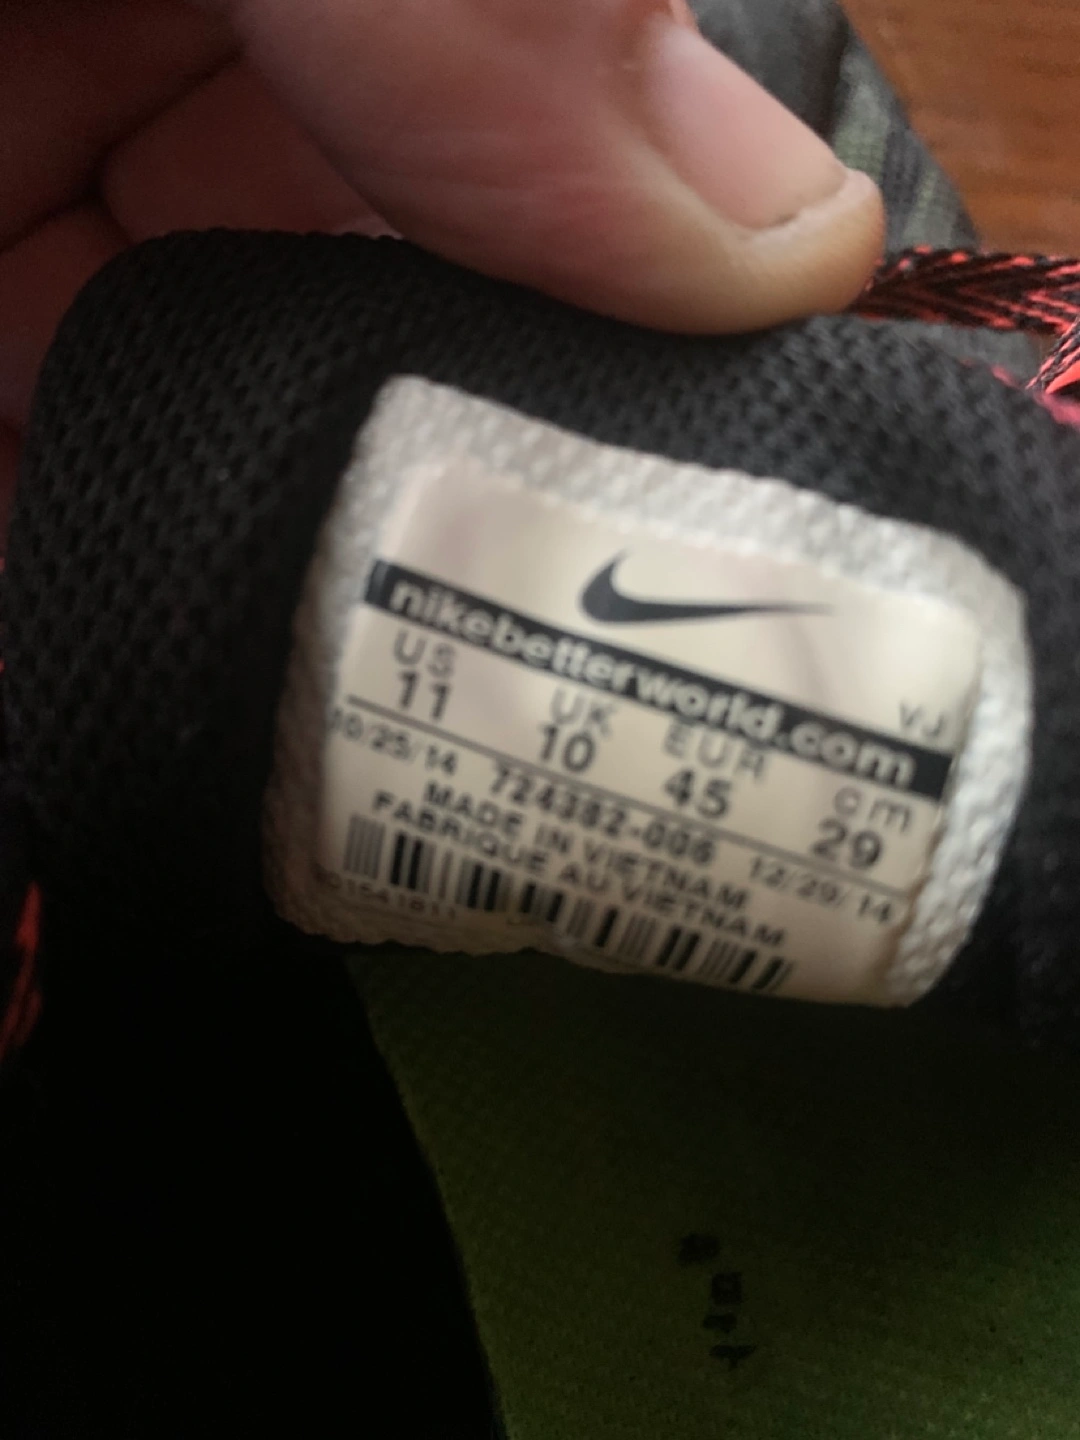 nikebetterworld.com
VJ
US UK EUR cm
11 10 45 29
10/25/14 724382-006 12/29/14
MADE IN VIETNAM
FABRIQUE AU VIETNAM